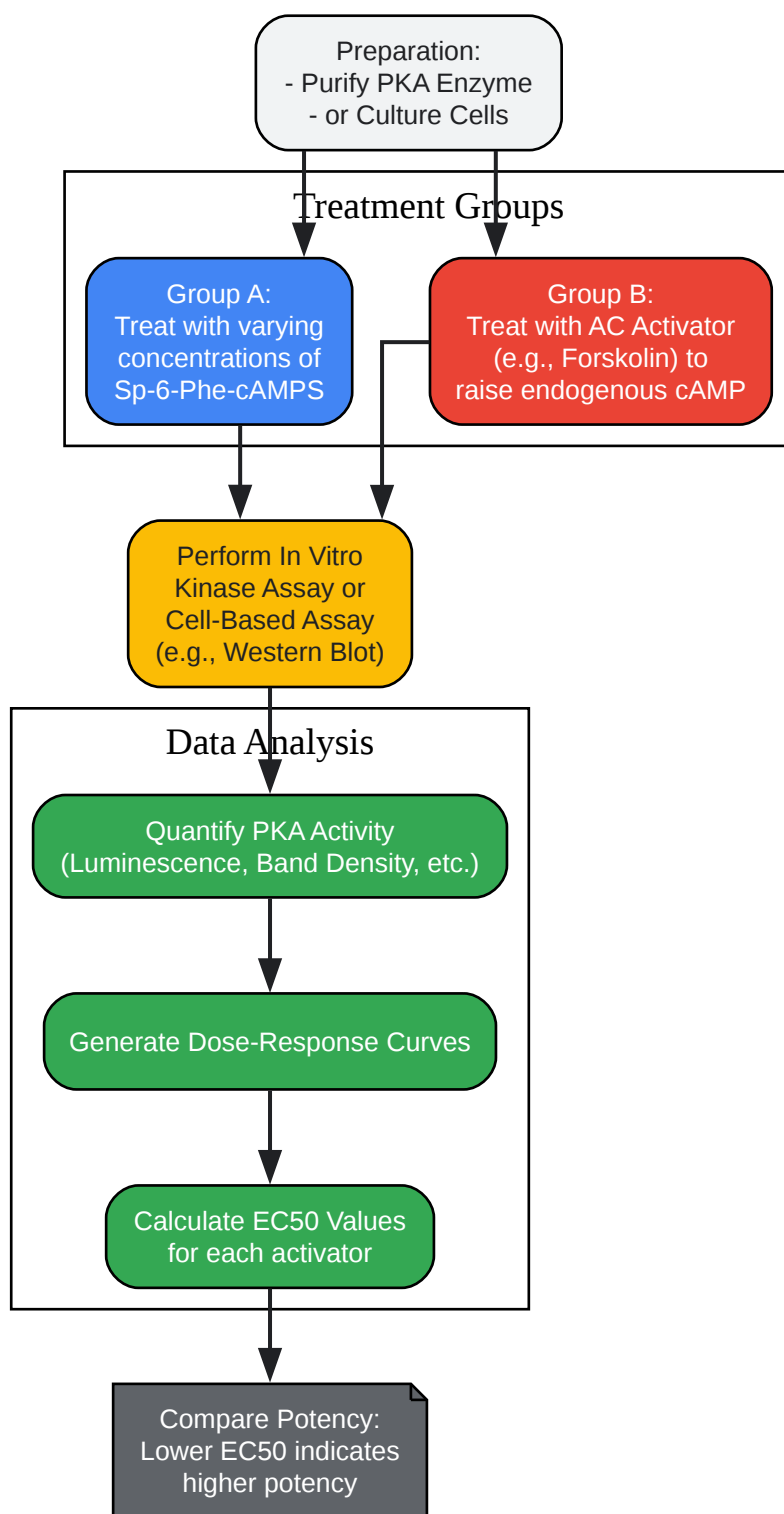 Preparation:
- Purify PKA Enzyme
- or Culture Cells
Treatment Groups
Group A:
Treat with varying
concentrations of
Sp-6-Phe-cAMPS
Group B:
Treat with AC Activator
(e.g., Forskolin) to
raise endogenous cAMP
Perform In Vitro
Kinase Assay or
Cell-Based Assay
(e.g., Western Blot)
Data Analysis
Quantify PKA Activity
(Luminescence, Band Density, etc.)
Generate Dose-Response Curves
Calculate EC50 Values
for each activator
Compare Potency:
Lower EC50 indicates
higher potency